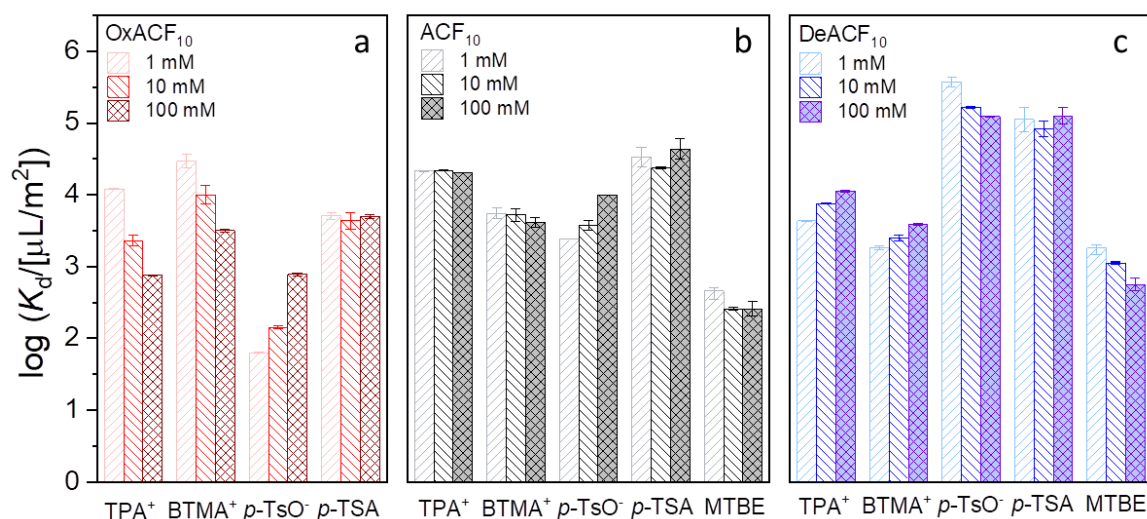 log (K_d/[μL/m²])
6
5
4
3
2
1
0
OxACF₁₀
1 mM
10 mM
100 mM
a
TPA⁺ BTMA⁺ p-TsO⁻ p-TSA
ACF₁₀
1 mM
10 mM
100 mM
b
TPA⁺ BTMA⁺ p-TsO⁻ p-TSA MTBE
DeACF₁₀
1 mM
10 mM
100 mM
c
TPA⁺ BTMA⁺ p-TsO⁻ p-TSA MTBE